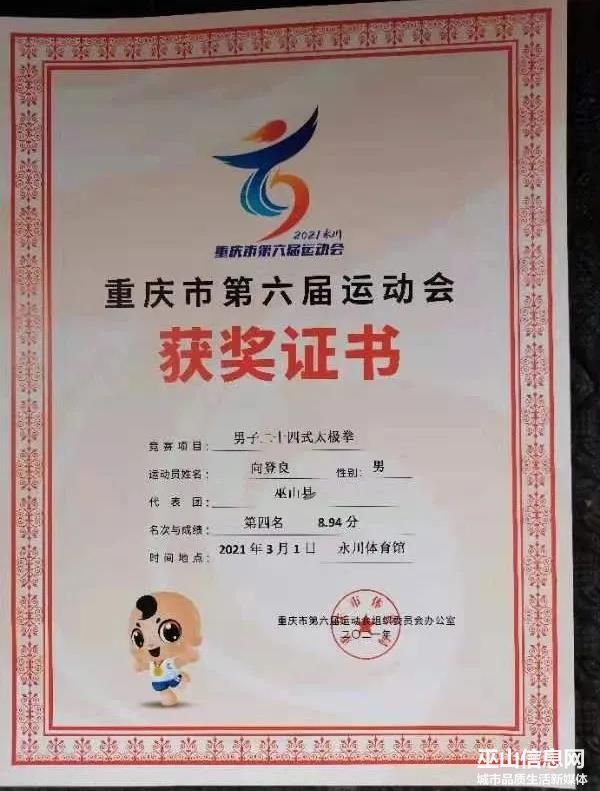 2021永川
重庆市第六届运动会
重庆市第六届运动会
获奖证书
竞赛项目: 男子二十四式太极拳
运动员姓名: 向登良 性别: 男
代表团: 巫山县
名次与成绩: 第四名 8.94分
时间地点: 2021年3月1日 永川体育馆
重庆市第六届运动会组织委员会办公室
二〇二一年
巫山信息网
城市品质生活新媒体